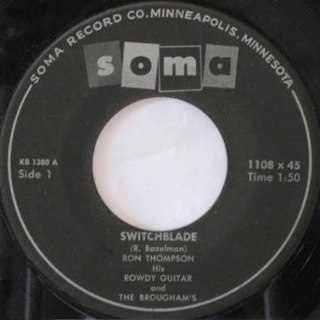 SOMA RECORD CO. MINNEAPOLIS, MINNESOTA
soma
KB 1380 A
Side 1
1108 x 45
Time 1:50
SWITCHBLADE
(R. Bazelman)
RON THOMPSON
His
ROWDY GUITAR
and
THE BROUGHAM'S